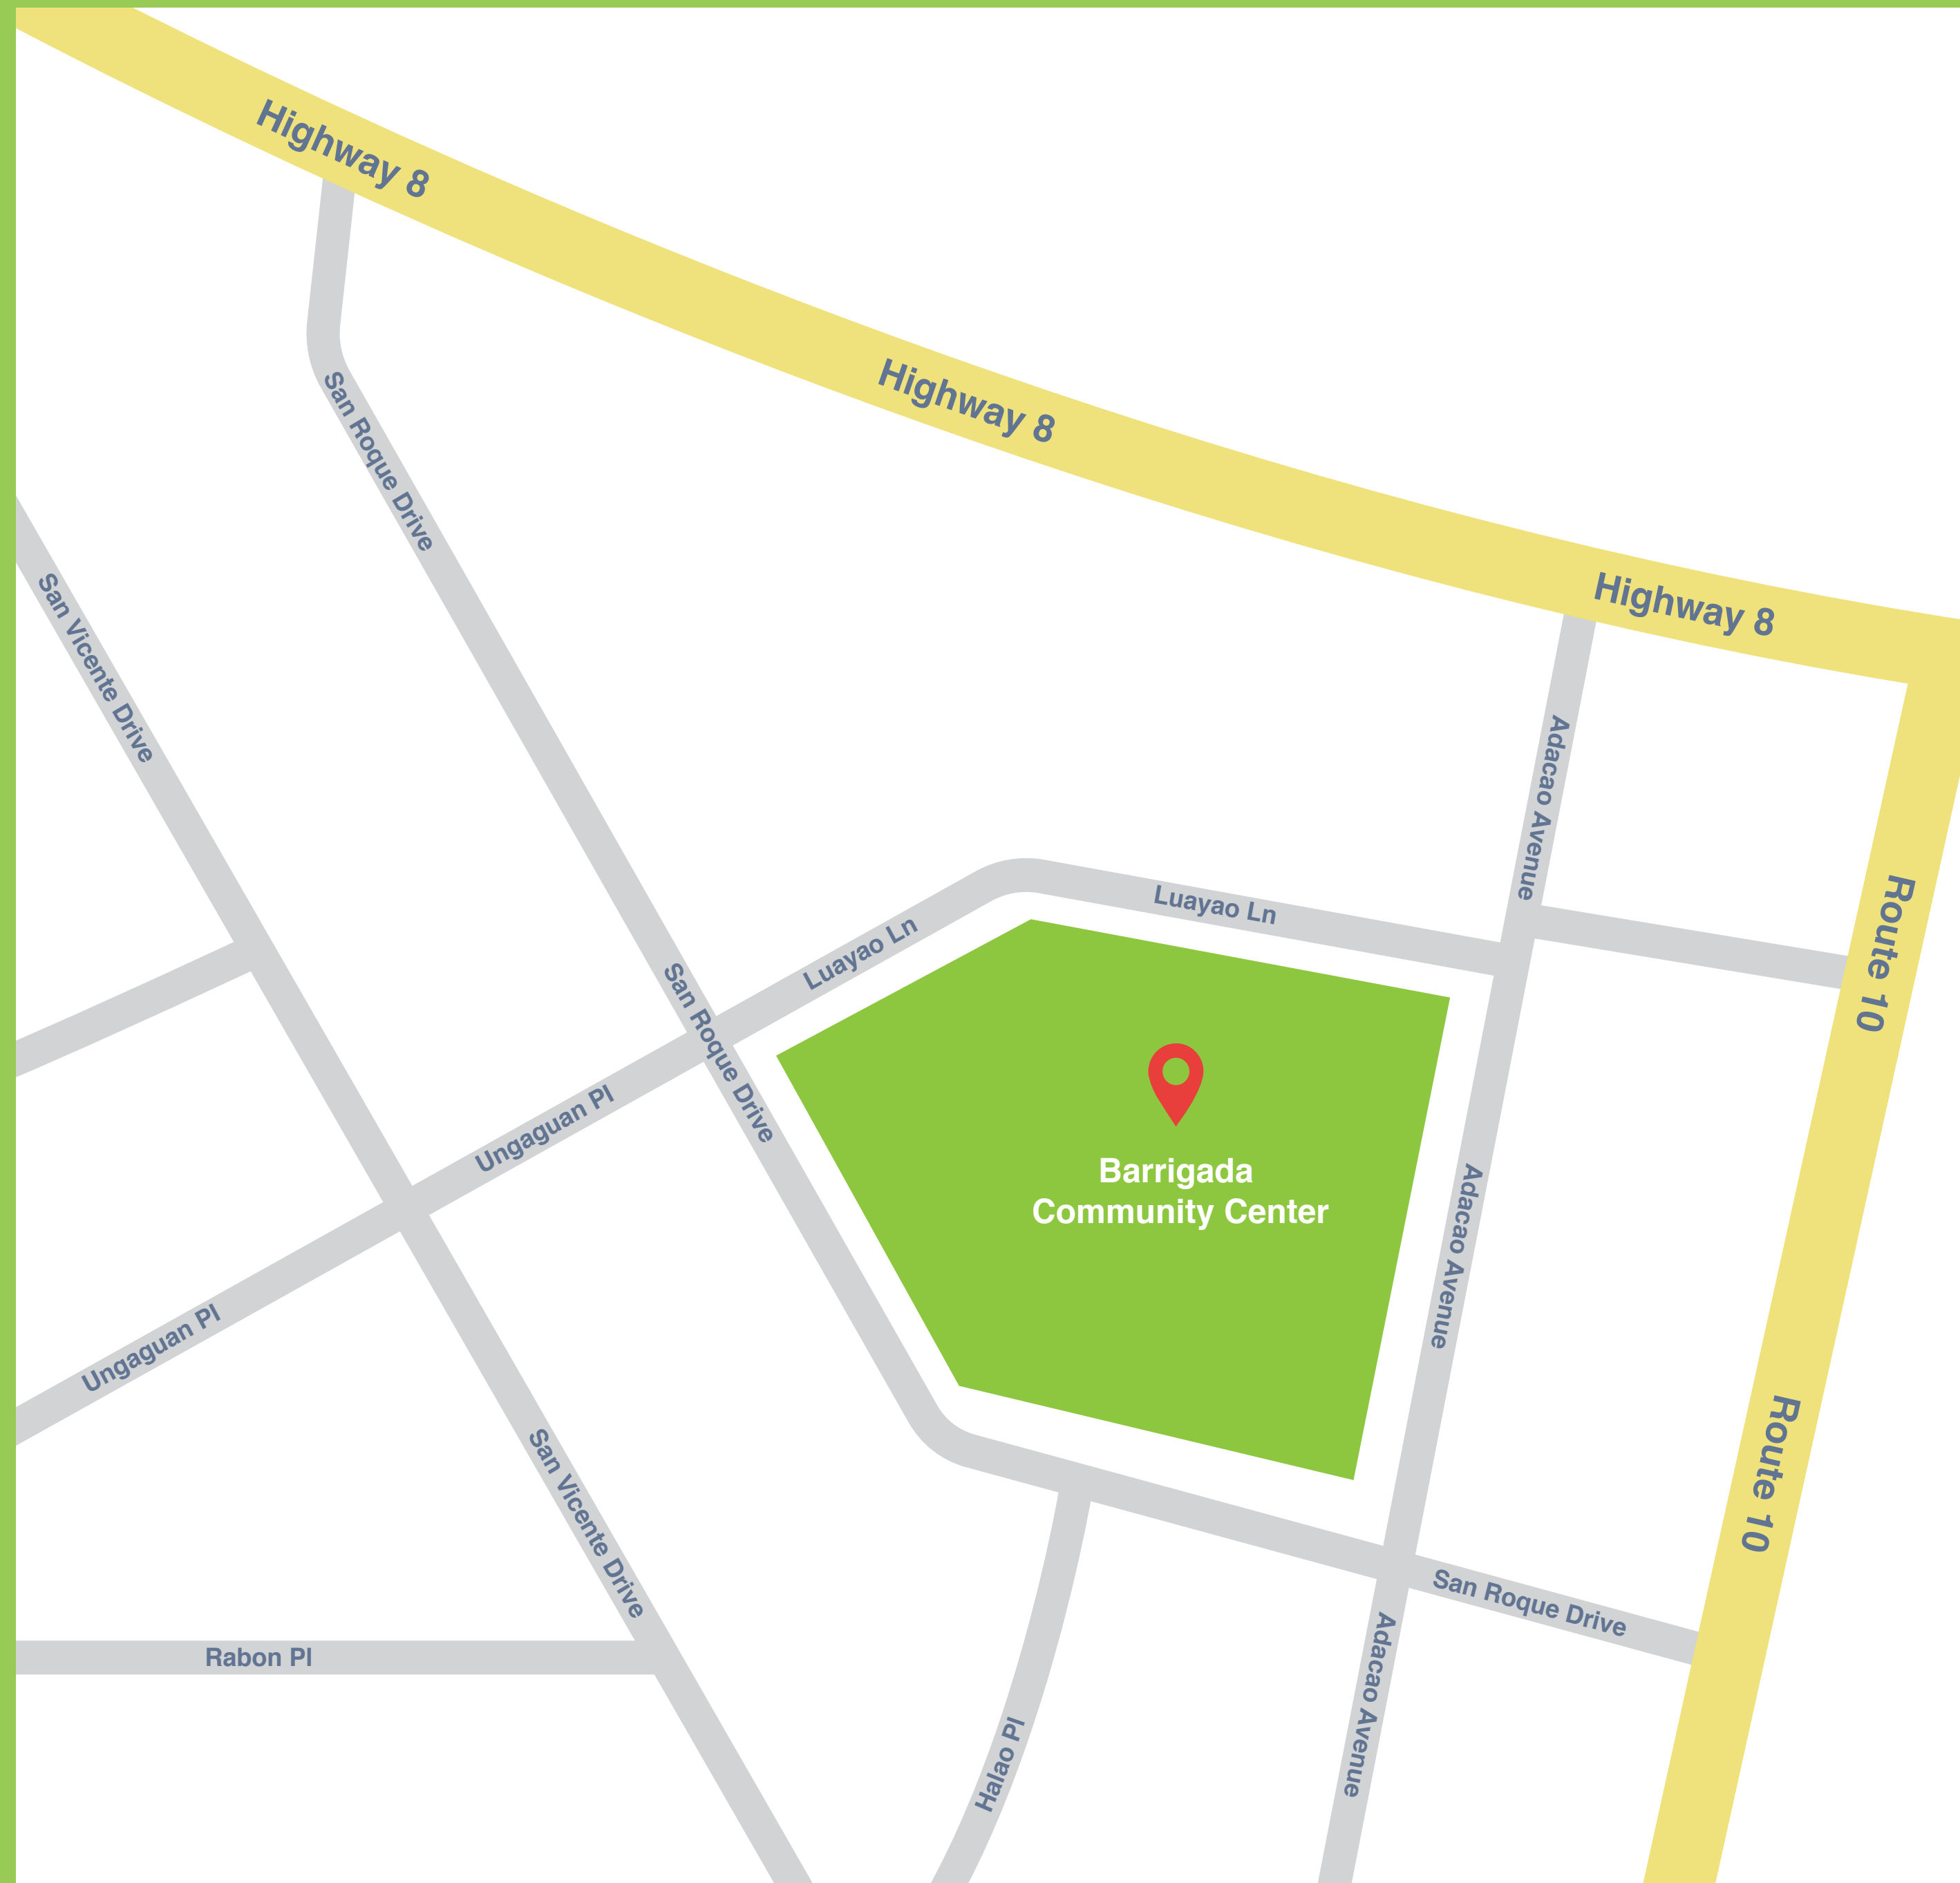 Highway 8
Highway 8
San Roque Drive
San Vicente Drive
Highway 8
Adacao Avenue
Luayao Ln
Luayao Ln
Route 10
San Roque Drive
Ungaguan Pl
Barrigada
Community Center
Adacao Avenue
Ungaguan Pl
San Vicente Drive
Route 10
San Roque Drive
Rabon Pl
Adacao Avenue
Halao Pl